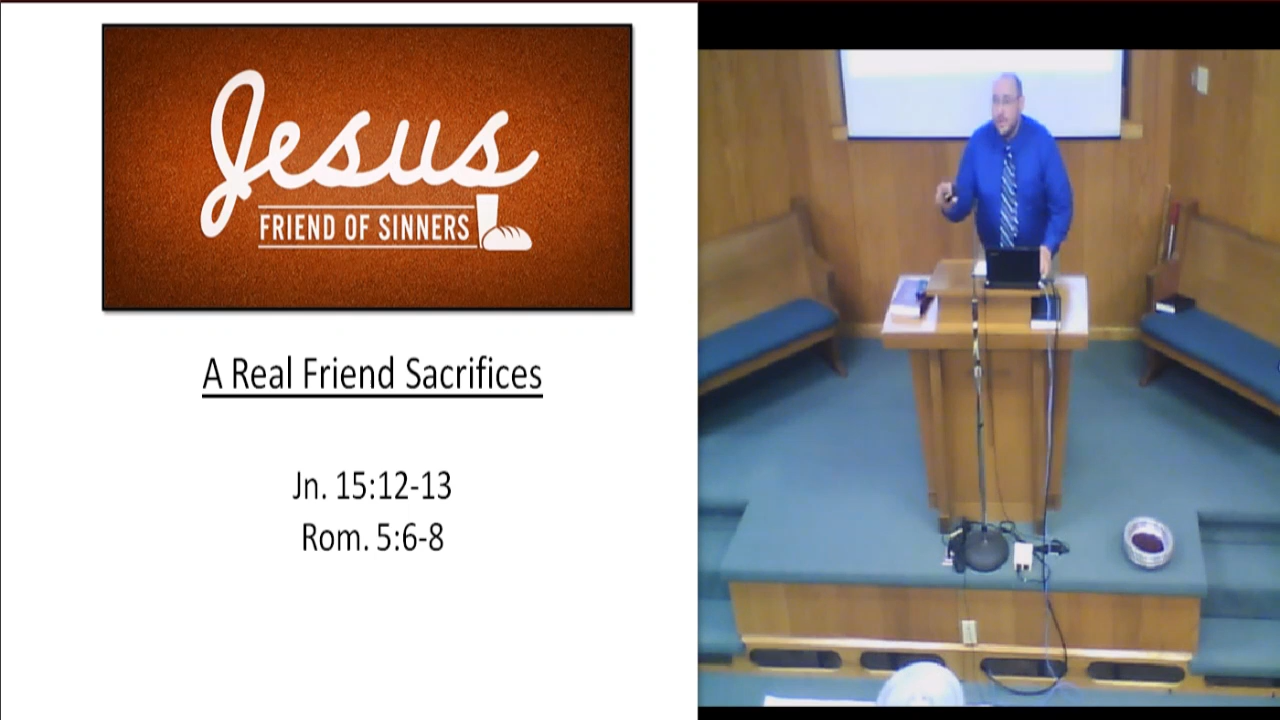 Jesus
FRIEND OF SINNERS
A Real Friend Sacrifices
Jn. 15:12-13
Rom. 5:6-8